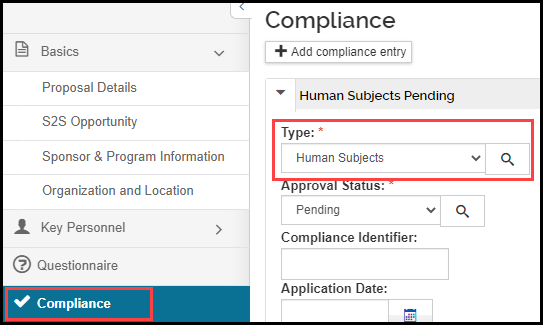 Basics
Proposal Details
S2S Opportunity
Sponsor & Program Information
Organization and Location
Key Personnel
Questionnaire
Compliance
Compliance
+ Add compliance entry
Human Subjects Pending
Type: *
Human Subjects
Approval Status: *
Pending
Compliance Identifier:
Application Date: